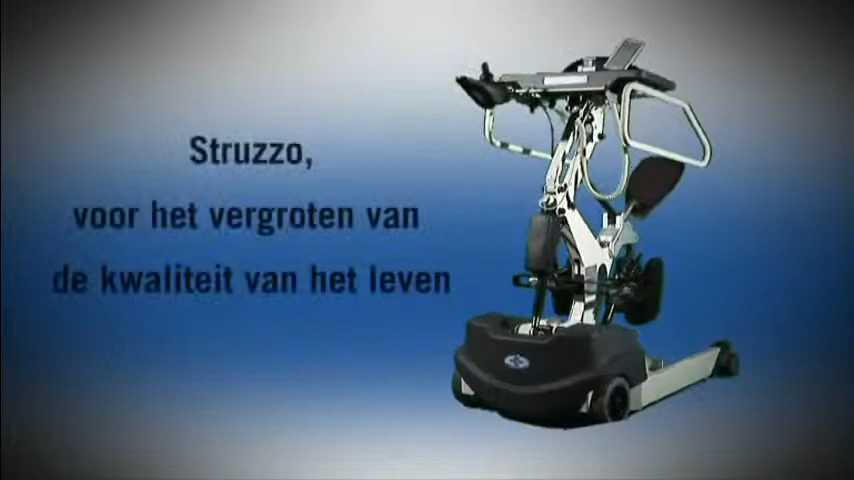 Struzzo,
voor het vergroten van
de kwaliteit van het leven